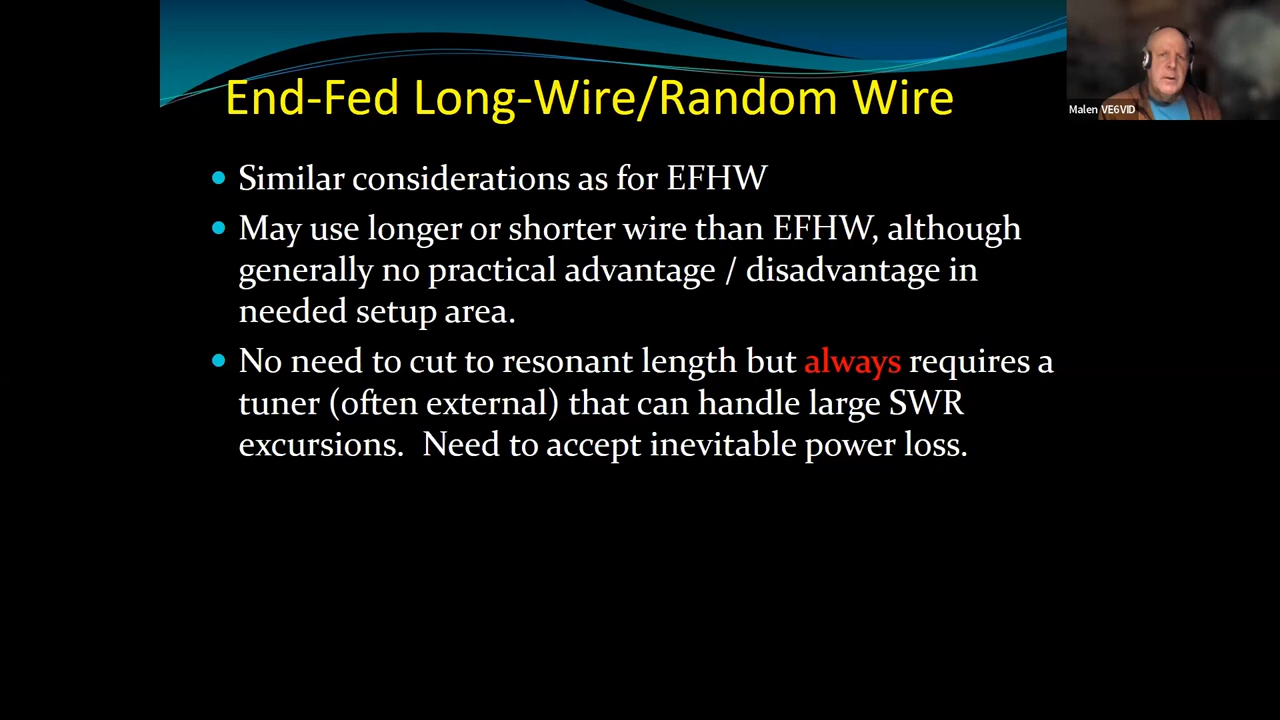 End-Fed Long-Wire/Random Wire
Malen VE6VID
• Similar considerations as for EFHW
• May use longer or shorter wire than EFHW, although
generally no practical advantage / disadvantage in
needed setup area.
• No need to cut to resonant length but always requires a
tuner (often external) that can handle large SWR
excursions.  Need to accept inevitable power loss.